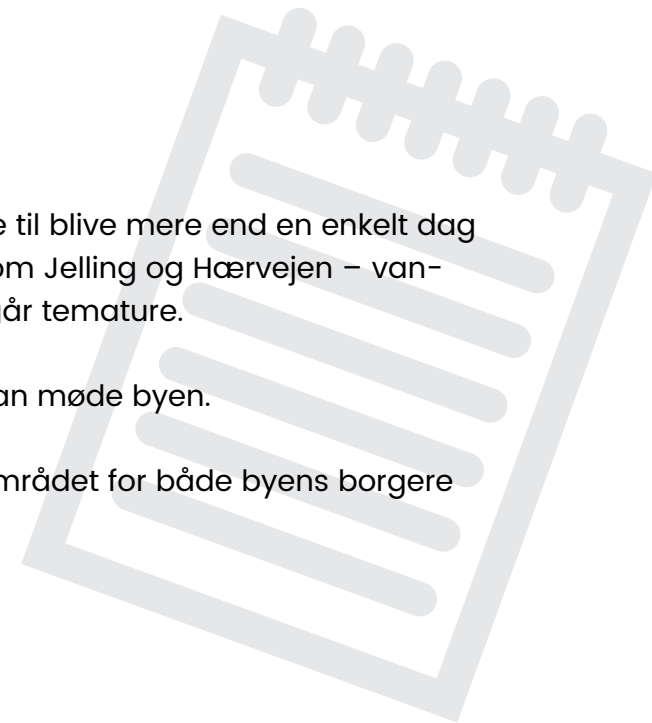 e til blive mere end en enkelt dag
om Jelling og Hærvejen – van-
går temature.
an møde byen.
mrådet for både byens borgere